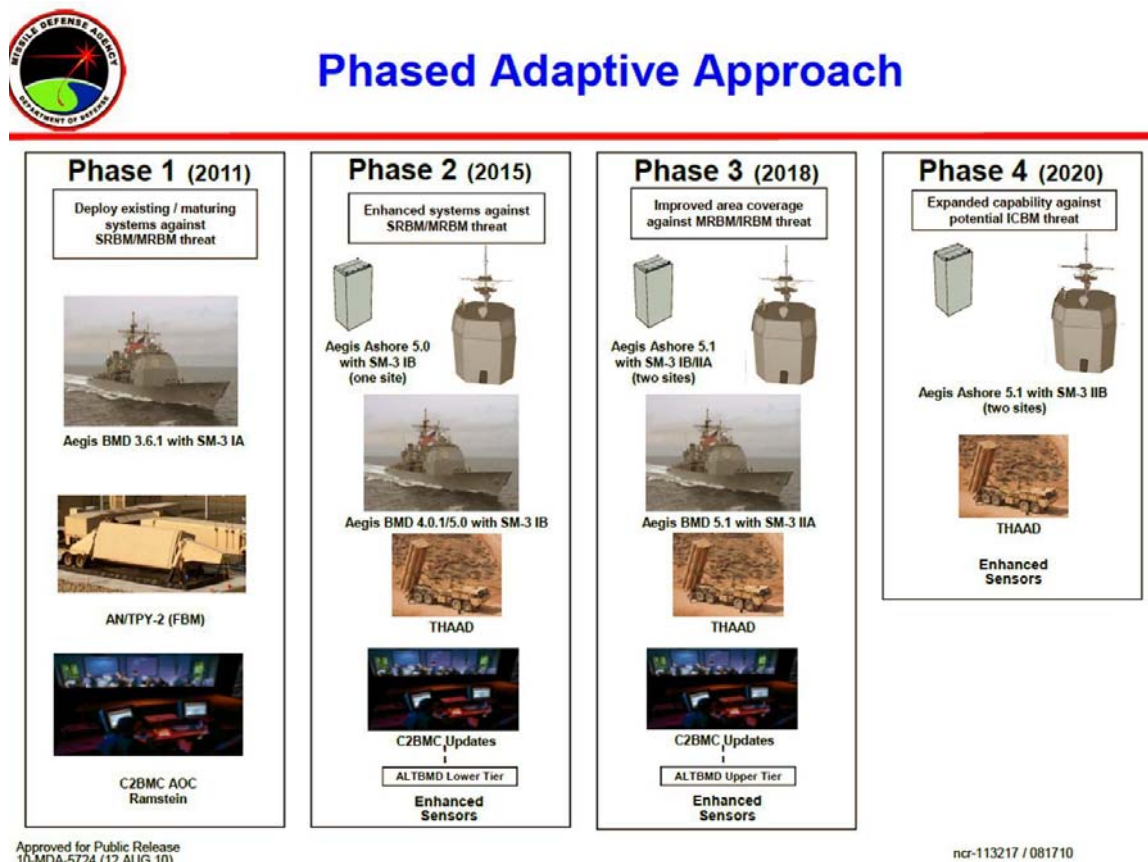 MISSILE DEFENSE AGENCY
DEPARTMENT OF DEFENSE
Phased Adaptive Approach
Phase 1 (2011)
Deploy existing / maturing
systems against
SRBM/MRBM threat
Aegis BMD 3.6.1 with SM-3 IA
AN/TPY-2 (FBM)
C2BMC AOC
Ramstein
Phase 2 (2015)
Enhanced systems against
SRBM/MRBM threat
Aegis Ashore 5.0
with SM-3 IB
(one site)
Aegis BMD 4.0.1/5.0 with SM-3 IB
THAAD
C2BMC Updates
ALTBMD Lower Tier
Enhanced
Sensors
Phase 3 (2018)
Improved area coverage
against MRBM/IRBM threat
Aegis Ashore 5.1
with SM-3 IB/IIA
(two sites)
Aegis BMD 5.1 with SM-3 IIA
THAAD
C2BMC Updates
ALTBMD Upper Tier
Enhanced
Sensors
Phase 4 (2020)
Expanded capability against
potential ICBM threat
Aegis Ashore 5.1 with SM-3 IIB
(two sites)
THAAD
Enhanced
Sensors
Approved for Public Release
10-MDA-5724 (12 AUG 10)
ncr-113217 / 081710